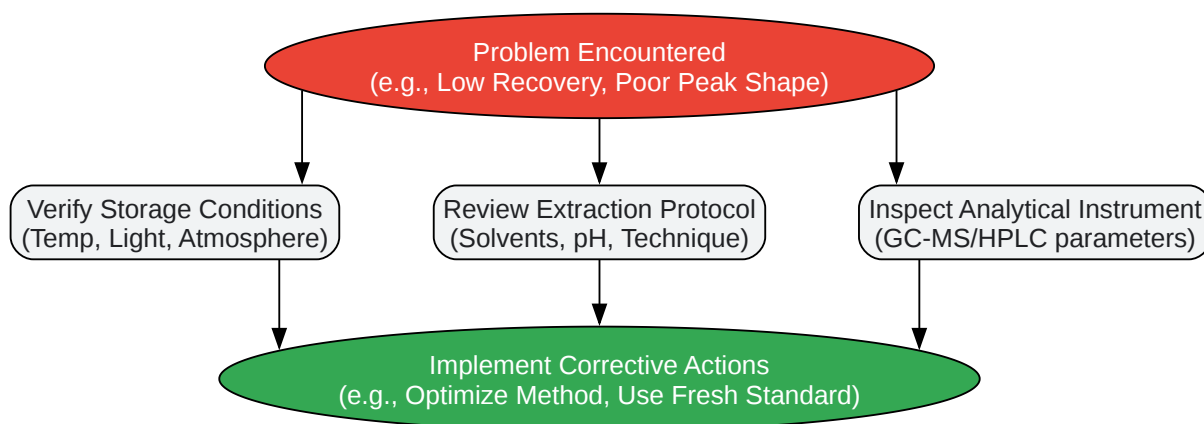 Problem Encountered
(e.g., Low Recovery, Poor Peak Shape)
Verify Storage Conditions
(Temp, Light, Atmosphere)
Review Extraction Protocol
(Solvents, pH, Technique)
Inspect Analytical Instrument
(GC-MS/HPLC parameters)
Implement Corrective Actions
(e.g., Optimize Method, Use Fresh Standard)